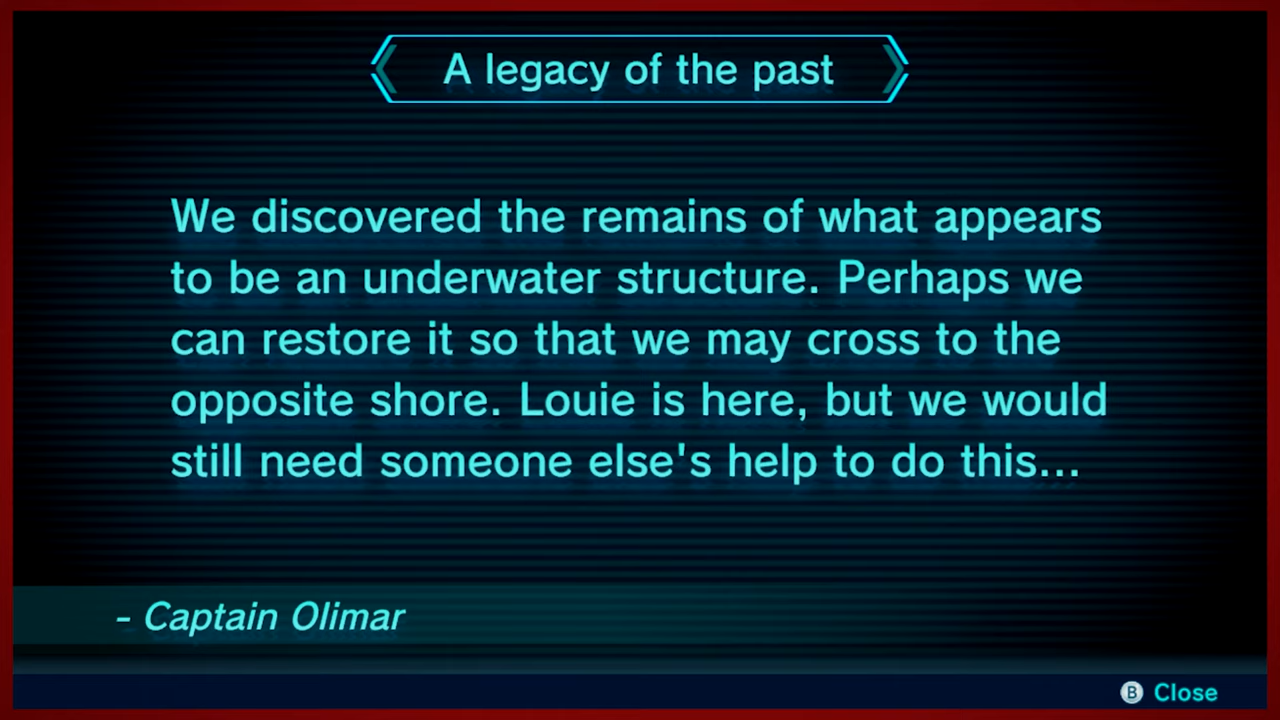 A legacy of the past
We discovered the remains of what appears
to be an underwater structure. Perhaps we
can restore it so that we may cross to the
opposite shore. Louie is here, but we would
still need someone else's help to do this...
– Captain Olimar
B Close